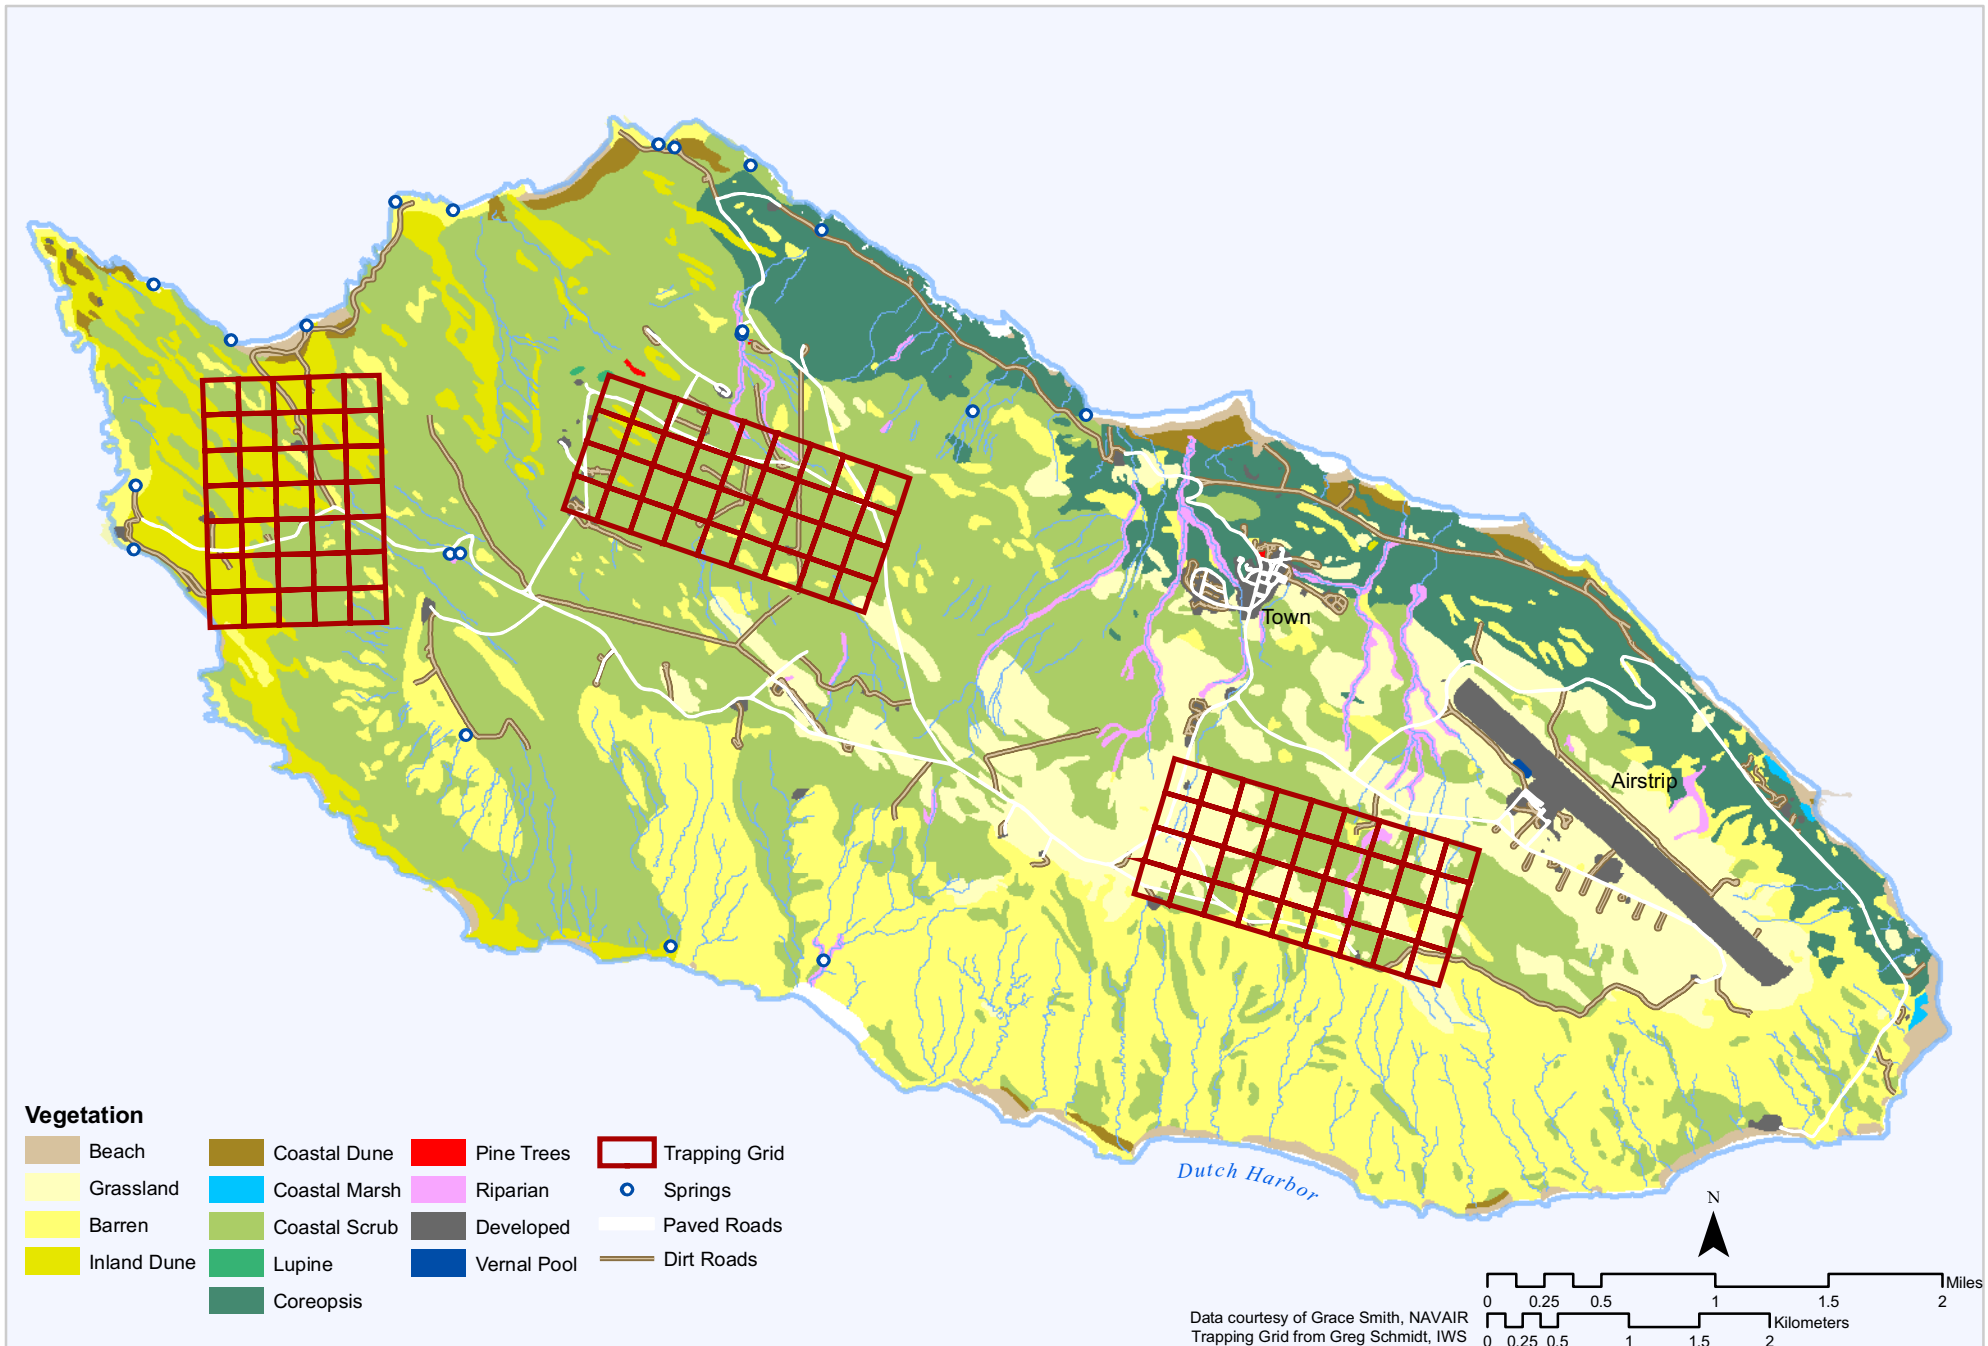 Town
Airstrip
Dutch Harbor
Vegetation
Beach
Grassland
Barren
Inland Dune
Coastal Dune
Coastal Marsh
Coastal Scrub
Lupine
Coreopsis
Pine Trees
Riparian
Developed
Vernal Pool
Trapping Grid
Springs
Paved Roads
Dirt Roads
N
Miles
0 0.25 0.5 1 1.5 2
Kilometers
0 0.25 0.5 1 1.5 2
Data courtesy of Grace Smith, NAVAIR
Trapping Grid from Greg Schmidt, IWS